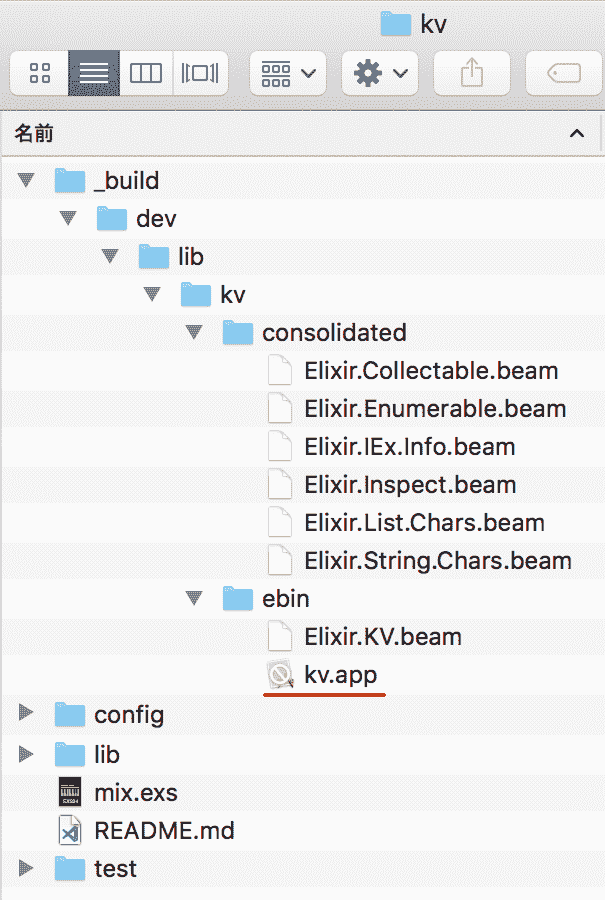 kv
名前
_build
dev
lib
kv
consolidated
Elixir.Collectable.beam
Elixir.Enumerable.beam
Elixir.IEx.Info.beam
Elixir.Inspect.beam
Elixir.List.Chars.beam
Elixir.String.Chars.beam
ebin
Elixir.KV.beam
kv.app
config
lib
mix.exs
README.md
test